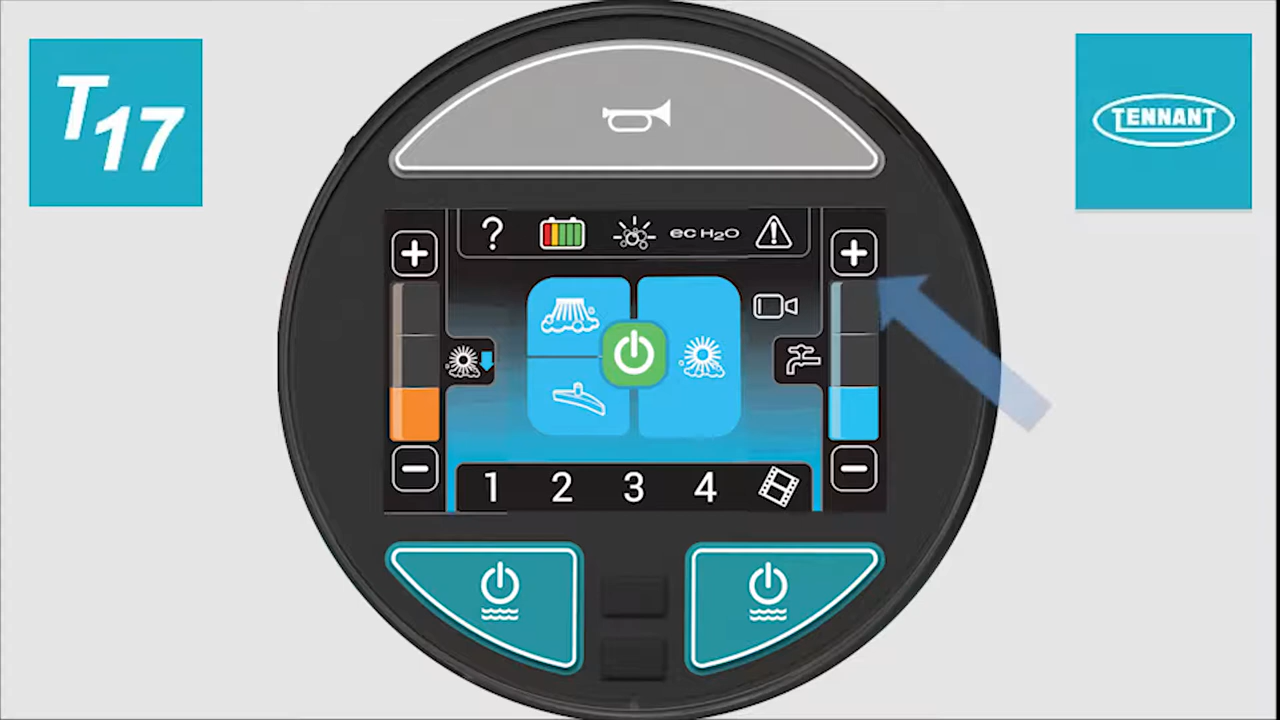 T17
TENNANT
? ec H2O
+ +
- -
1 2 3 4